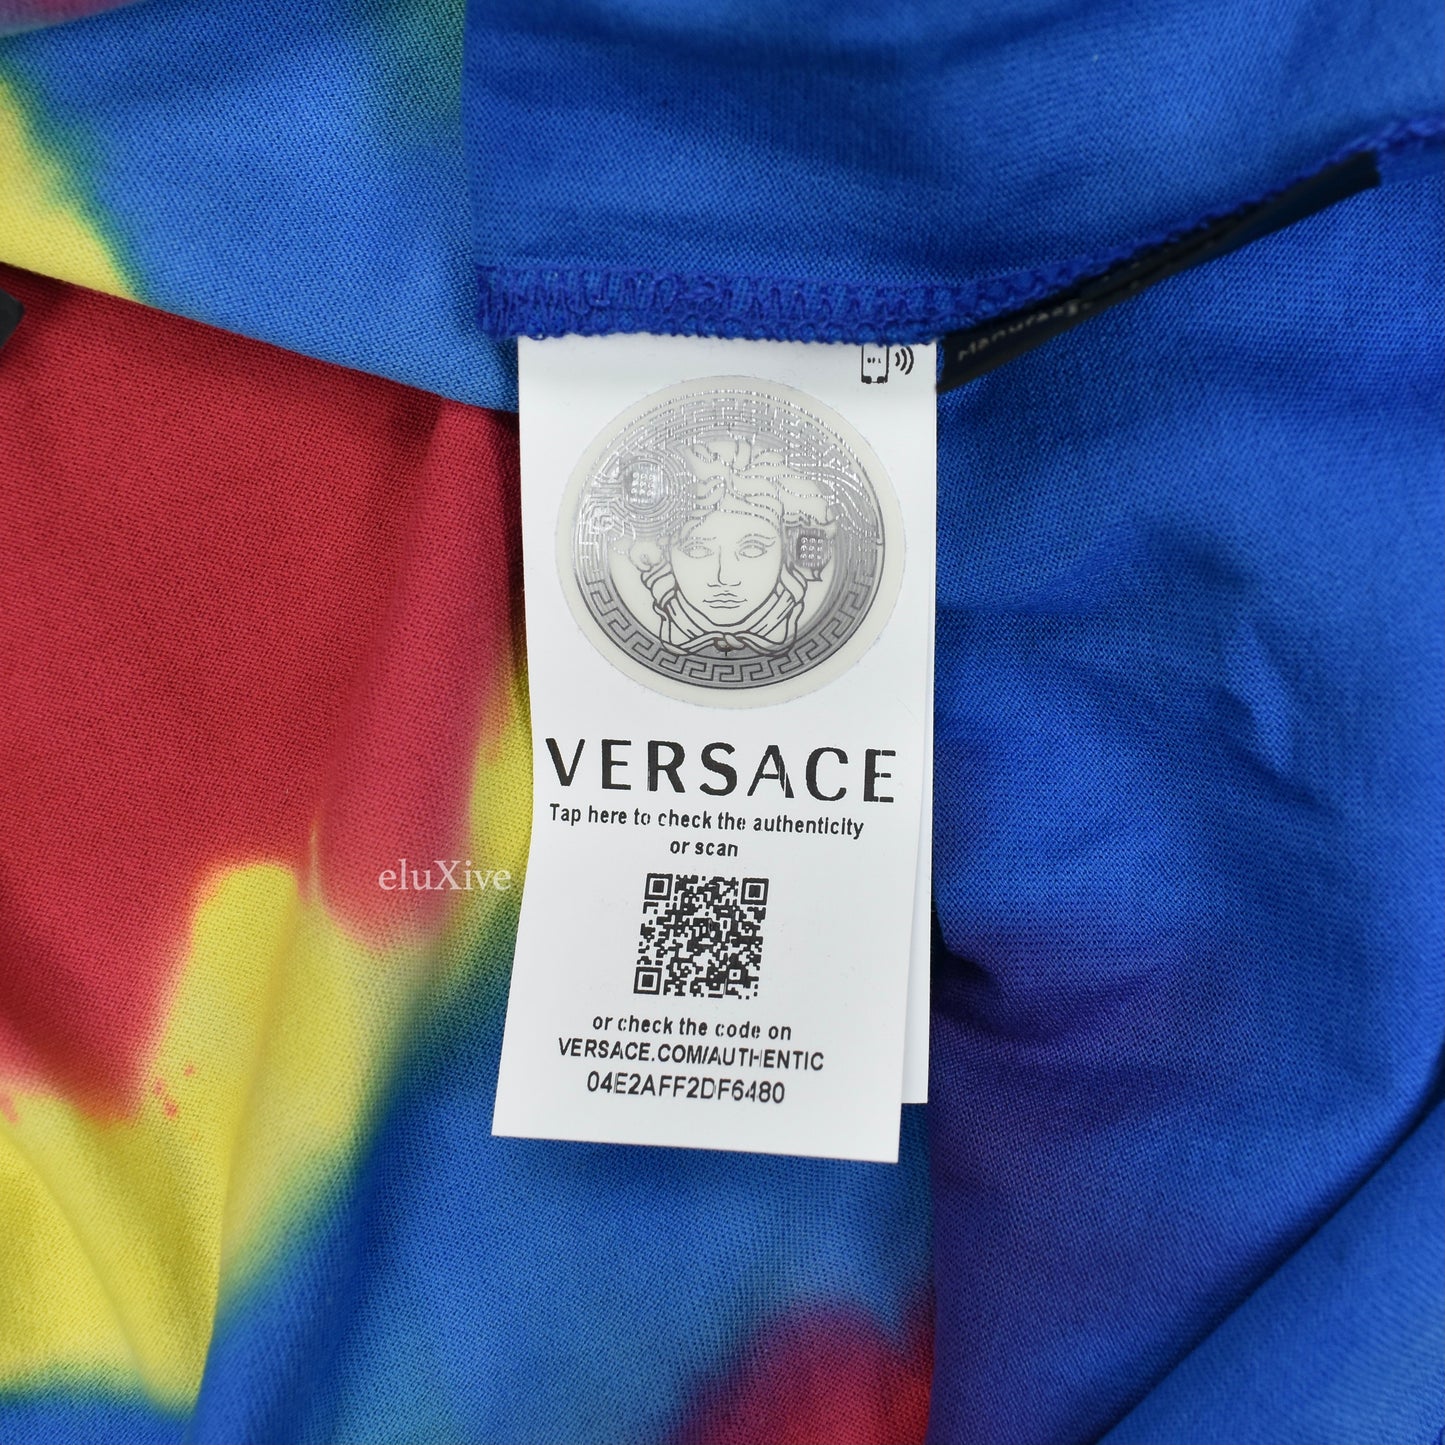 VERSACE
Tap here to check the authenticity
or scan
eluXive
or check the code on
VERSACE.COM/AUTHENTIC
04E2AFF2DF6480